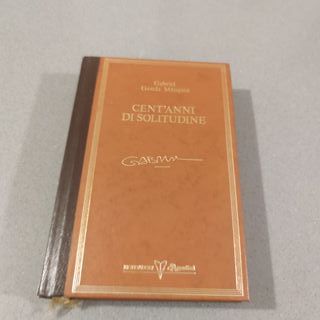 Gabriel
García Márquez
CENT'ANNI
DI SOLITUDINE